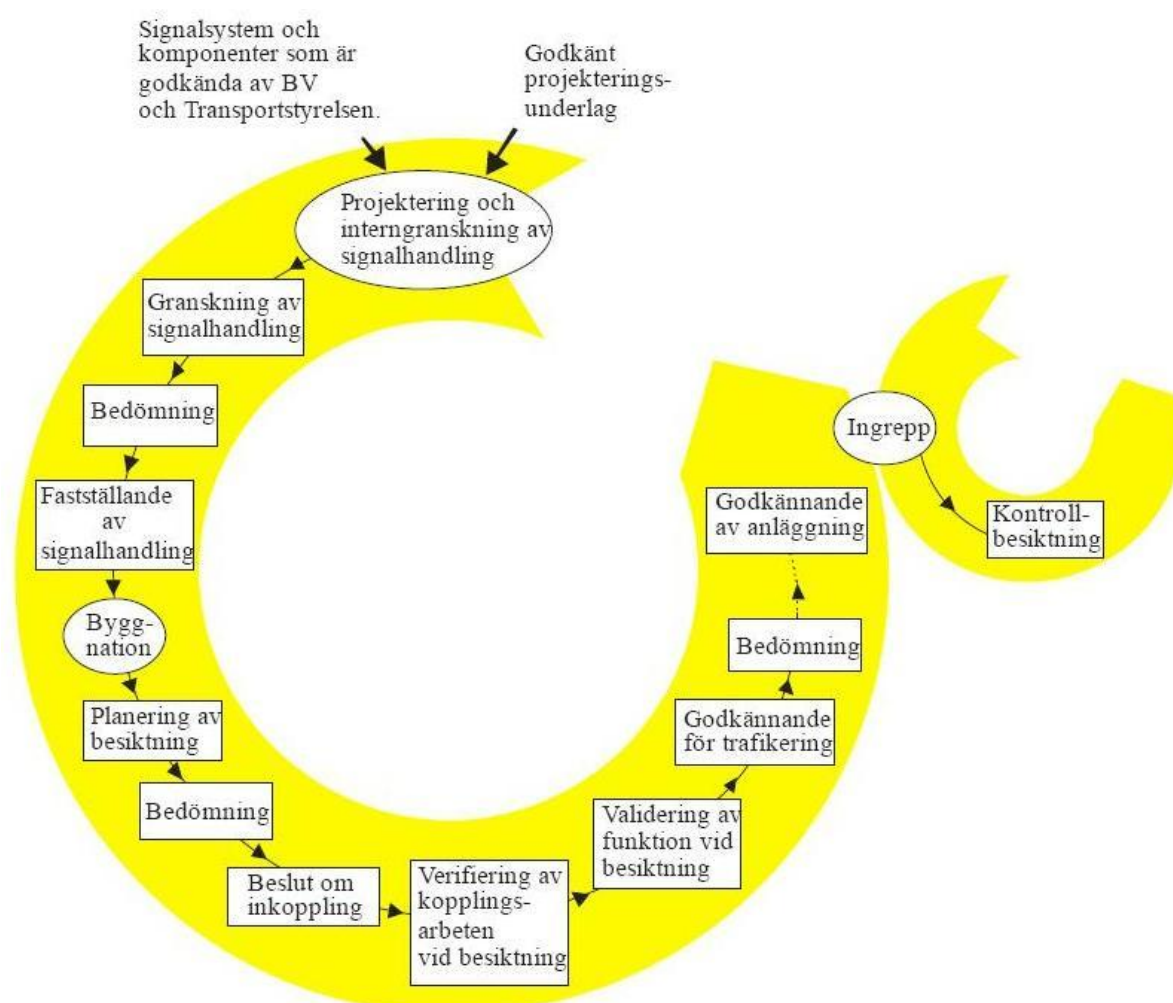 Signalsystem och
komponenter som är
godkända av BV
och Transportstyrelsen.
Godkänt
projekterings-
underlag
Projektering och
interngranskning av
signalhandling
Granskning av
signalhandling
Bedömning
Fastställande
av
signalhandling
Bygg-
nation
Planering av
besiktning
Bedömning
Beslut om
inkoppling
Verifiering av
kopplings-
arbeten
vid besiktning
Validering av
funktion vid
besiktning
Godkännande
för trafikering
Bedömning
Godkännande
av anläggning
Ingrepp
Kontroll-
besiktning